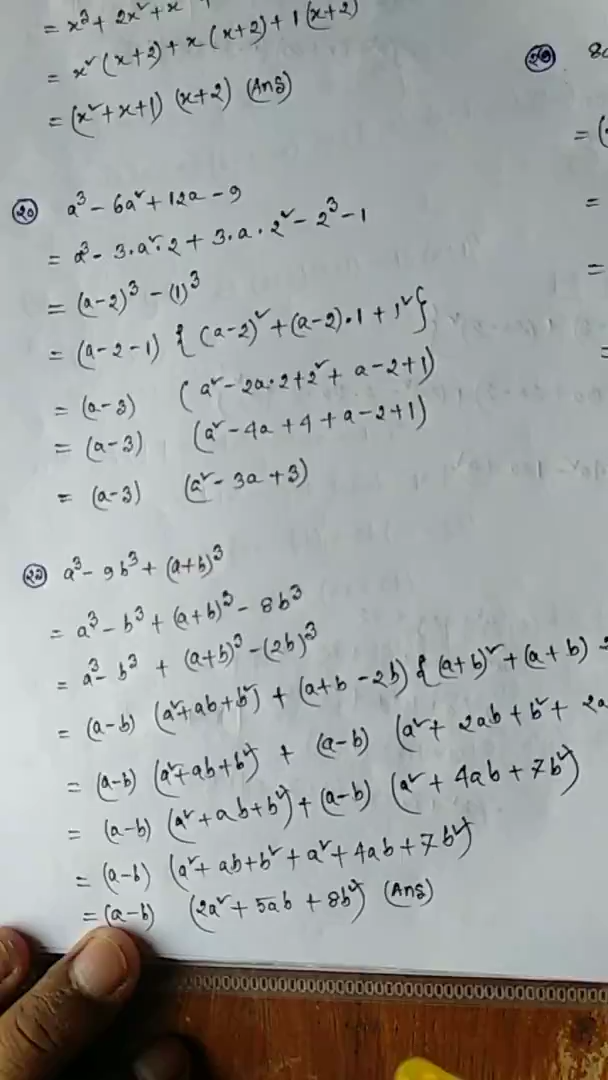 = x³ + 2x² + x
= x²(x+2) + x(x+2) + 1(x+2)
= (x²+x+1) (x+2) (Ans)
২০ a³ - 6a² + 12a - 9
= a³ - 3.a².2 + 3.a.2² - 2³ - 1
= (a-2)³ - (1)³
= (a-2-1) {(a-2)² + (a-2).1 + 1²}
= (a-3) (a² - 2a.2 + 2² + a-2+1)
= (a-3) (a² - 4a + 4 + a-2+1)
= (a-3) (a² - 3a + 3)
a³ - 9b³ + (a+b)³
= a³ - b³ + (a+b)³ - 8b³
= a³ - b³ + (a+b)³ - (2b)³
= (a-b) (a²+ab+b²) + (a+b-2b) {(a+b)² + (a+b)
= (a-b) (a²+ab+b²) + (a-b) (a² + 2ab + b² + 2a
= (a-b) (a²+ab+b²) + (a-b) (a² + 4ab + 7b²)
= (a-b) (a²+ab+b²+a²+4ab+7b²)
= (a-b) (2a² + 5ab + 8b²) (Ans)
8a
= (
=
=